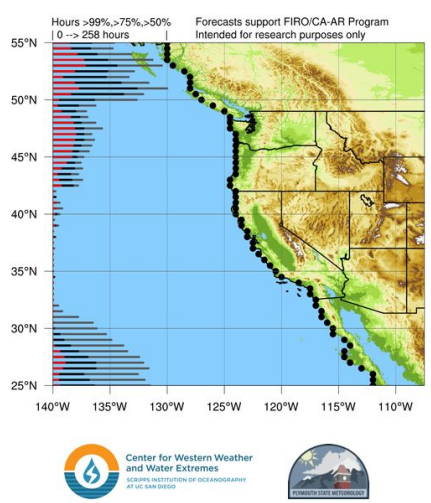 Hours >99%,>75%,>50% Forecasts support FIRO/CA-AR Program
| 0 --> 258 hours | Intended for research purposes only
55°N
50°N
45°N
40°N
35°N
30°N
25°N
140°W 135°W 130°W 125°W 120°W 115°W 110°W
Center for Western Weather
and Water Extremes
SCRIPPS INSTITUTION OF OCEANOGRAPHY
AT UC SAN DIEGO
PLYMOUTH STATE METEOROLOGY